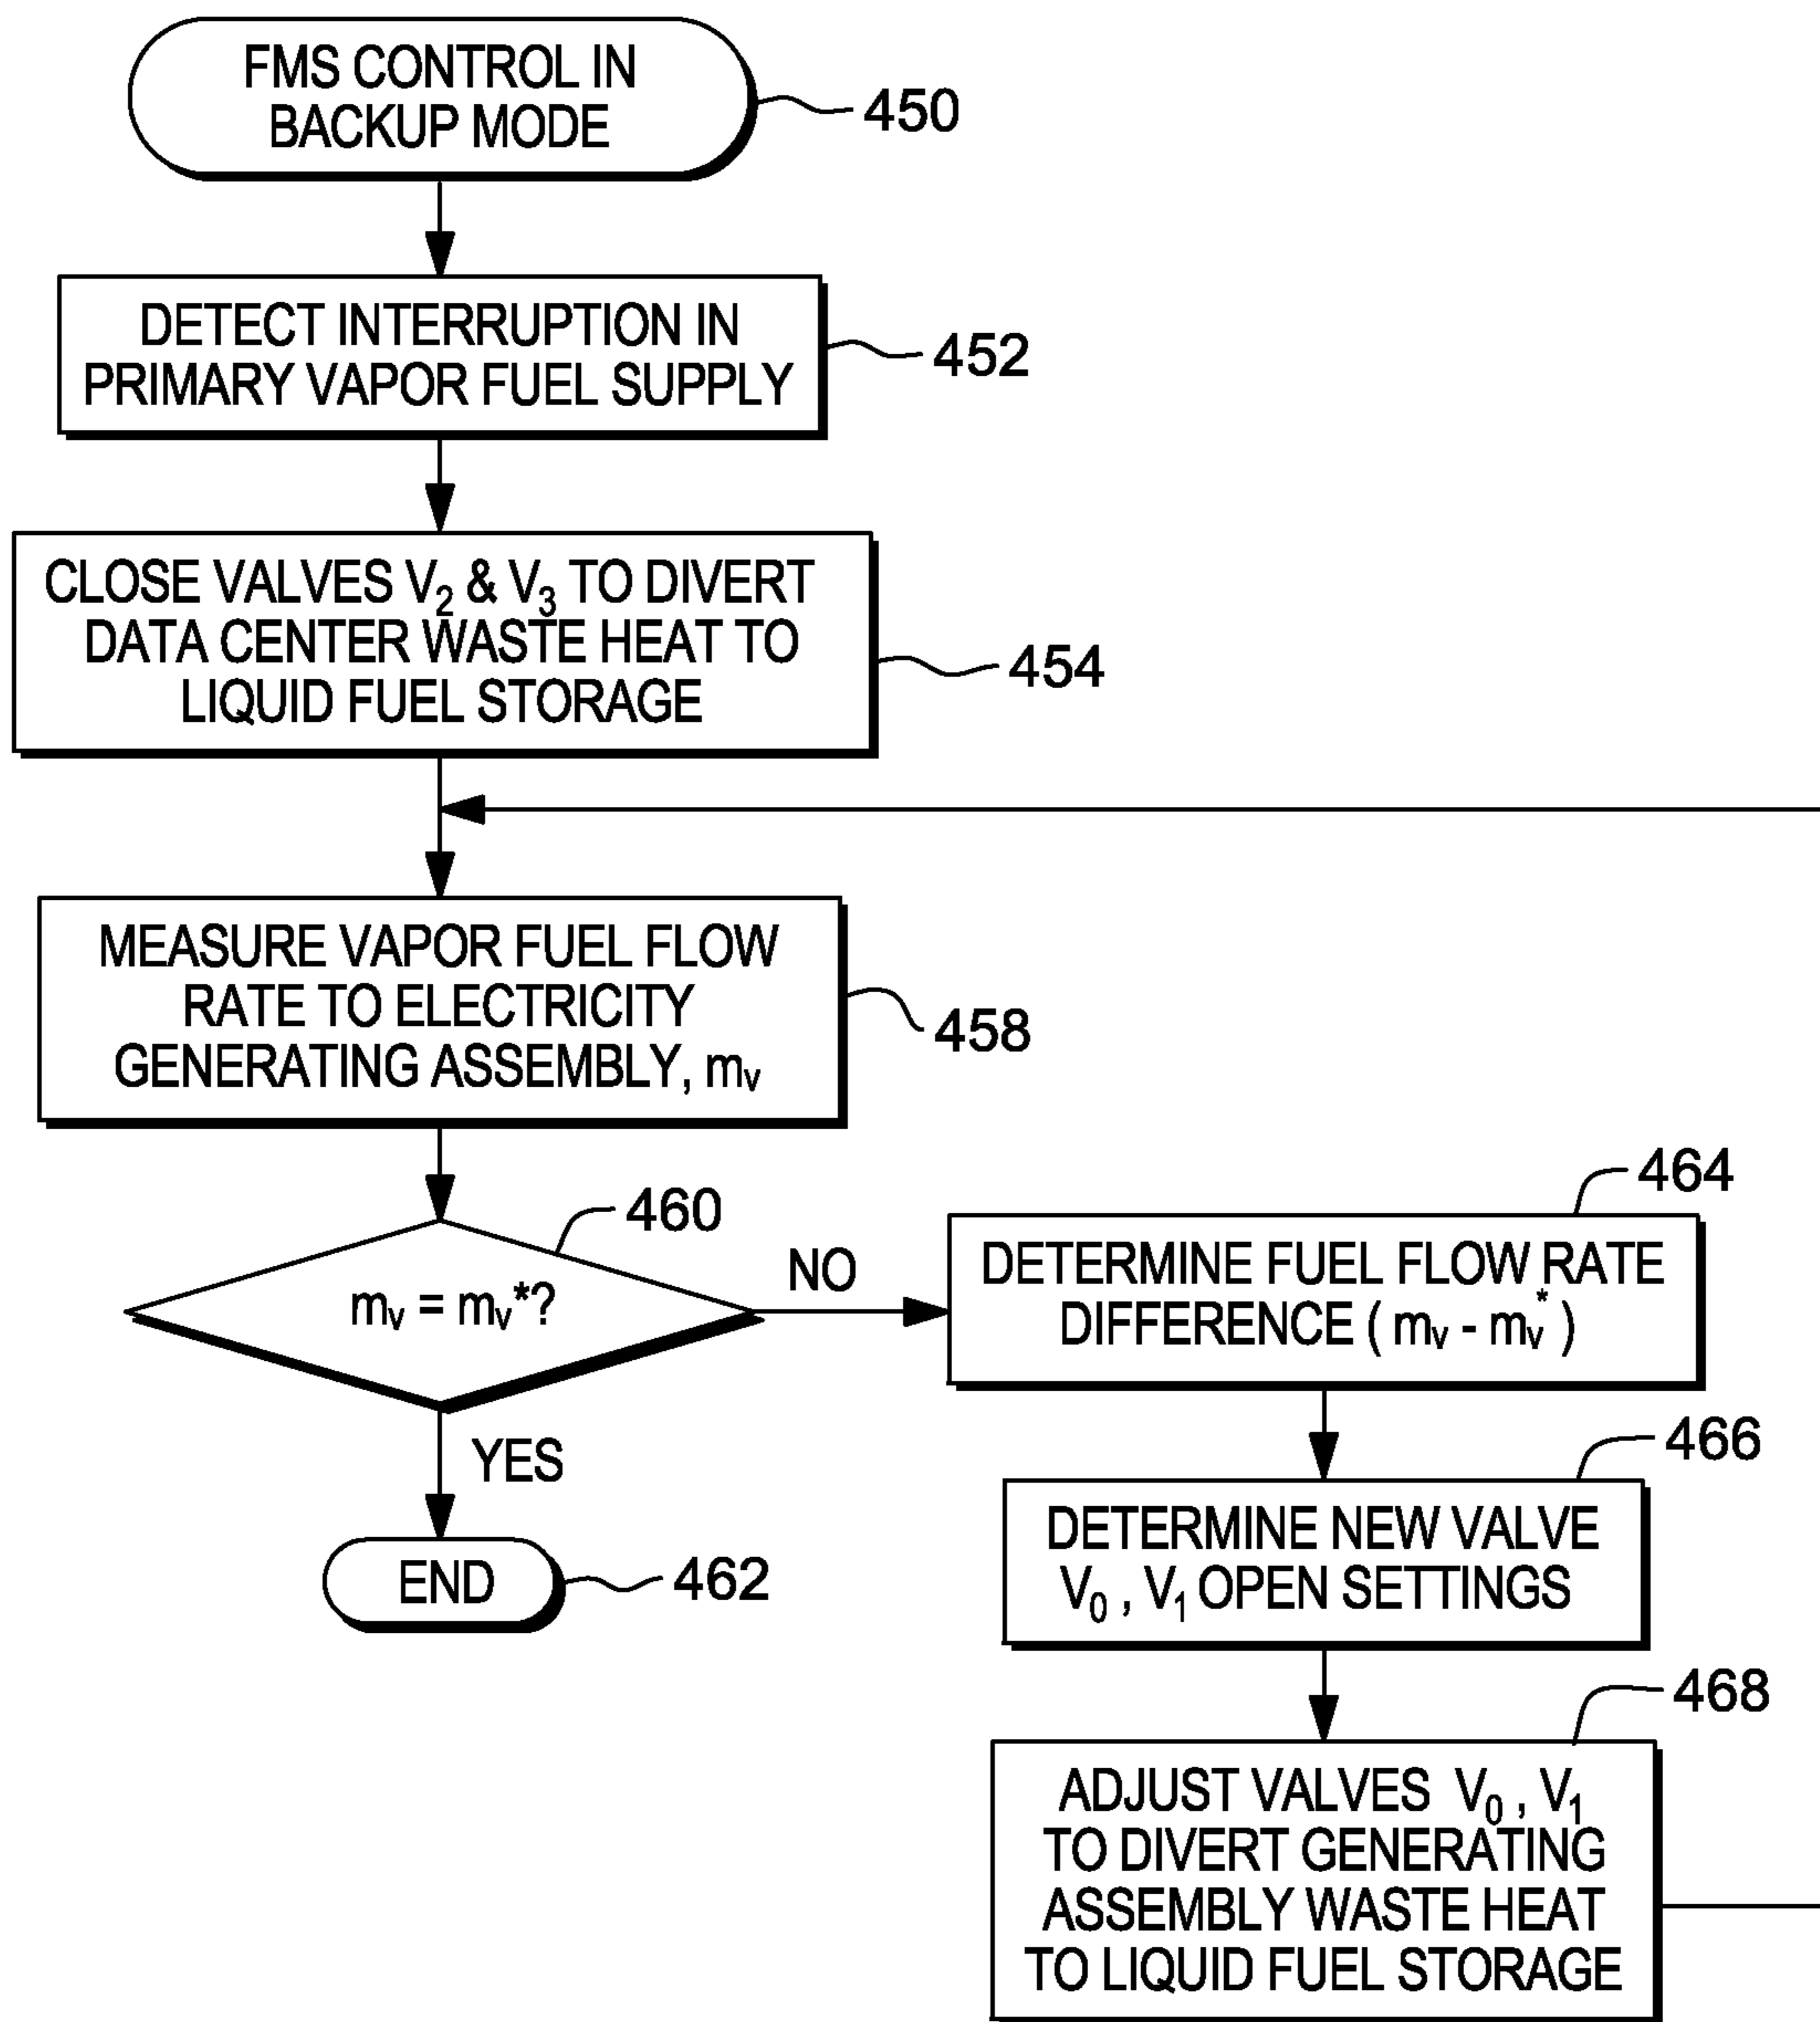 FMS CONTROL IN
BACKUP MODE
450
DETECT INTERRUPTION IN
PRIMARY VAPOR FUEL SUPPLY
452
CLOSE VALVES V₂ & V₃ TO DIVERT
DATA CENTER WASTE HEAT TO
LIQUID FUEL STORAGE
454
MEASURE VAPOR FUEL FLOW
RATE TO ELECTRICITY
GENERATING ASSEMBLY, mᵥ
458
460
mᵥ = mᵥ*?
NO
YES
END
462
464
DETERMINE FUEL FLOW RATE
DIFFERENCE ( mᵥ - mᵥ* )
466
DETERMINE NEW VALVE
V₀ , V₁ OPEN SETTINGS
468
ADJUST VALVES V₀ , V₁
TO DIVERT GENERATING
ASSEMBLY WASTE HEAT
TO LIQUID FUEL STORAGE